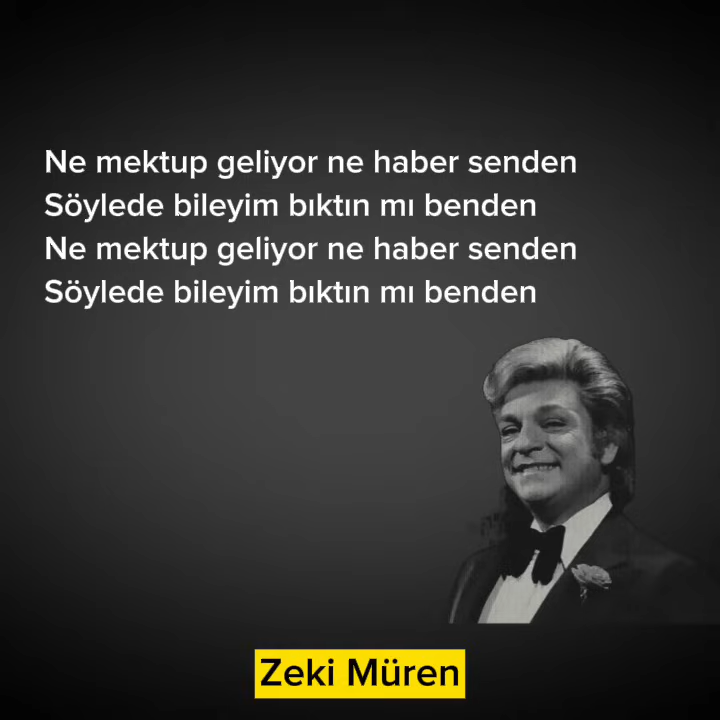 Ne mektup geliyor ne haber senden
Söylede bileyim bıktın mı benden
Ne mektup geliyor ne haber senden
Söylede bileyim bıktın mı benden
Zeki Müren